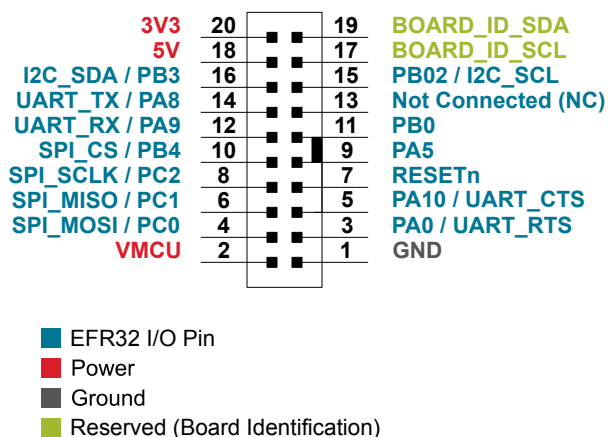 3V3 20 19 BOARD_ID_SDA
5V 18 17 BOARD_ID_SCL
I2C_SDA / PB3 16 15 PB02 / I2C_SCL
UART_TX / PA8 14 13 Not Connected (NC)
UART_RX / PA9 12 11 PB0
SPI_CS / PB4 10 9 PA5
SPI_SCLK / PC2 8 7 RESETn
SPI_MISO / PC1 6 5 PA10 / UART_CTS
SPI_MOSI / PC0 4 3 PA0 / UART_RTS
VMCU 2 1 GND
EFR32 I/O Pin
Power
Ground
Reserved (Board Identification)